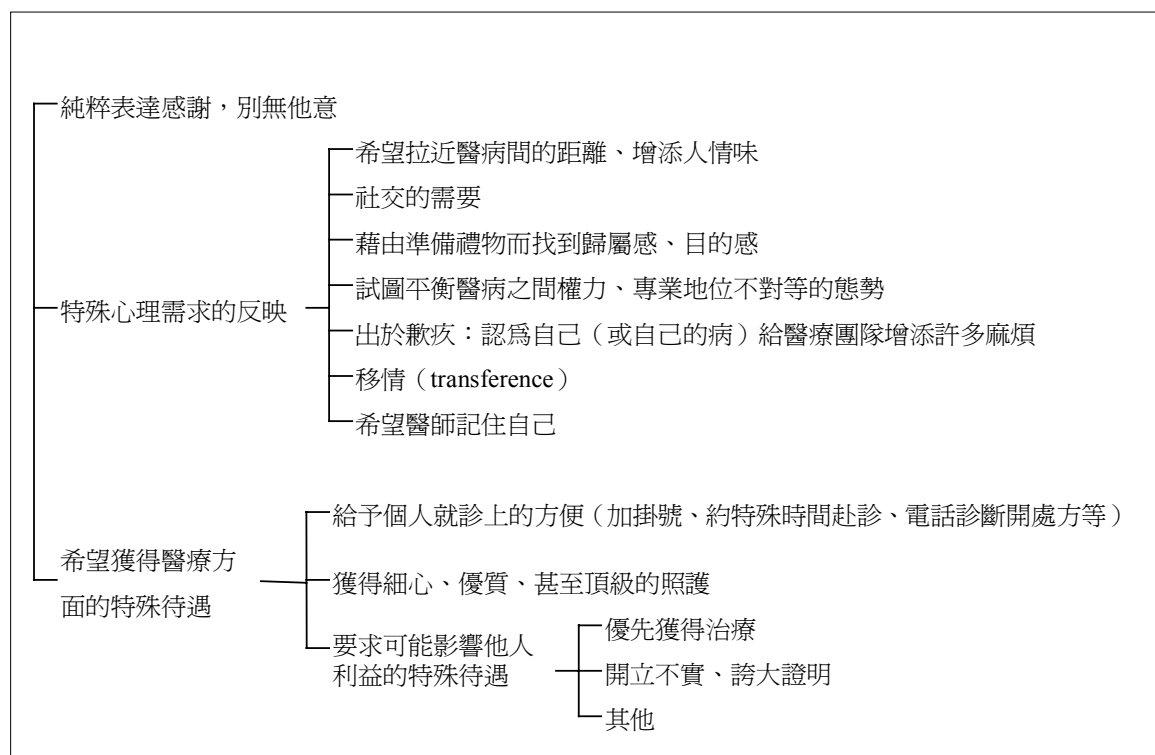 純粹表達感謝，別無他意
希望拉近醫病間的距離、增添人情味
社交的需要
藉由準備禮物而找到歸屬感、目的感
試圖平衡醫病之間權力、專業地位不對等的態勢
特殊心理需求的反映
出於歉疚：認爲自己（或自己的病）給醫療團隊增添許多麻煩
移情（transference）
希望醫師記住自己
給予個人就診上的方便（加掛號、約特殊時間赴診、電話診斷開處方等）
希望獲得醫療方
面的特殊待遇
獲得細心、優質、甚至頂級的照護
要求可能影響他人
利益的特殊待遇
優先獲得治療
開立不實、誇大證明
其他